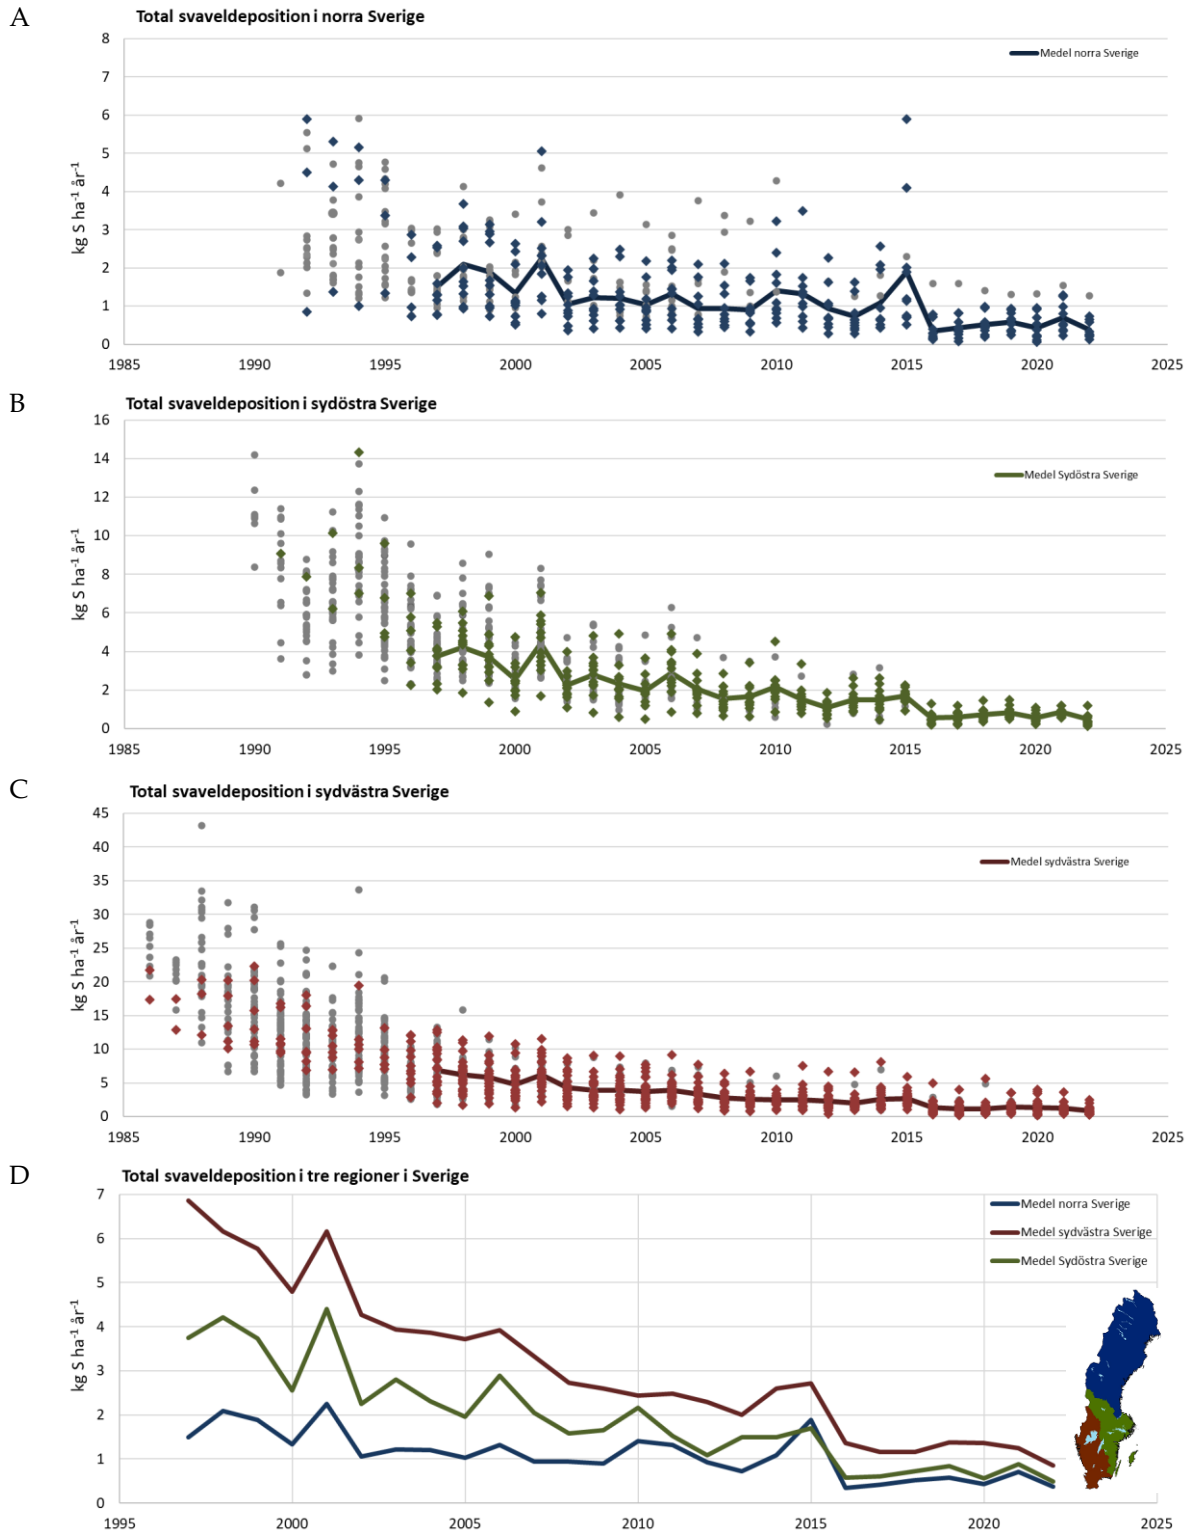 A
Total svaveldeposition i norra Sverige
8
7
6
5
4
3
2
1
0
kg S ha⁻¹ år⁻¹
Medel norra Sverige
1985 1990 1995 2000 2005 2010 2015 2020 2025
B
Total svaveldeposition i sydöstra Sverige
16
14
12
10
8
6
4
2
0
kg S ha⁻¹ år⁻¹
Medel Sydöstra Sverige
1985 1990 1995 2000 2005 2010 2015 2020 2025
C
Total svaveldeposition i sydvästra Sverige
45
40
35
30
25
20
15
10
5
0
kg S ha⁻¹ år⁻¹
Medel sydvästra Sverige
1985 1990 1995 2000 2005 2010 2015 2020 2025
D
Total svaveldeposition i tre regioner i Sverige
7
6
5
4
3
2
1
0
kg S ha⁻¹ år⁻¹
Medel norra Sverige
Medel sydvästra Sverige
Medel Sydöstra Sverige
1995 2000 2005 2010 2015 2020 2025